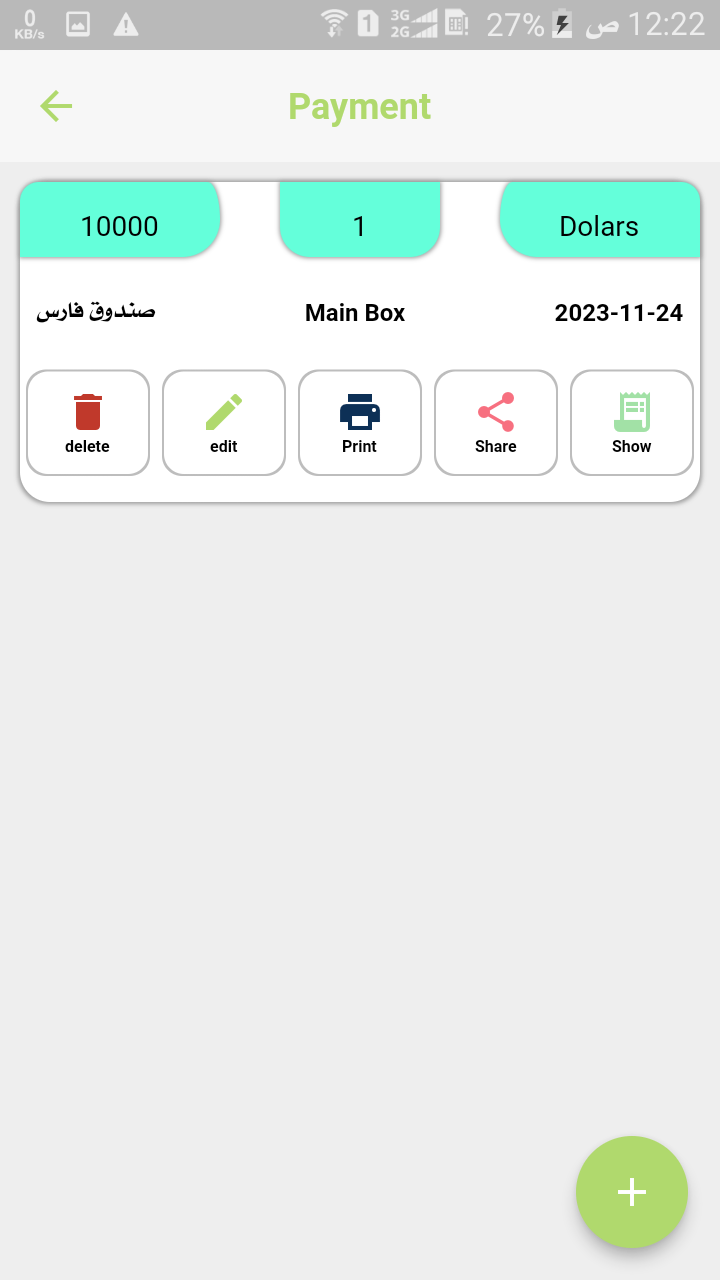 0 KB/s 1 3G 2G 27% ص 12:22
Payment
10000 1 Dolars
صندوق فارس Main Box 2023-11-24
delete edit Print Share Show